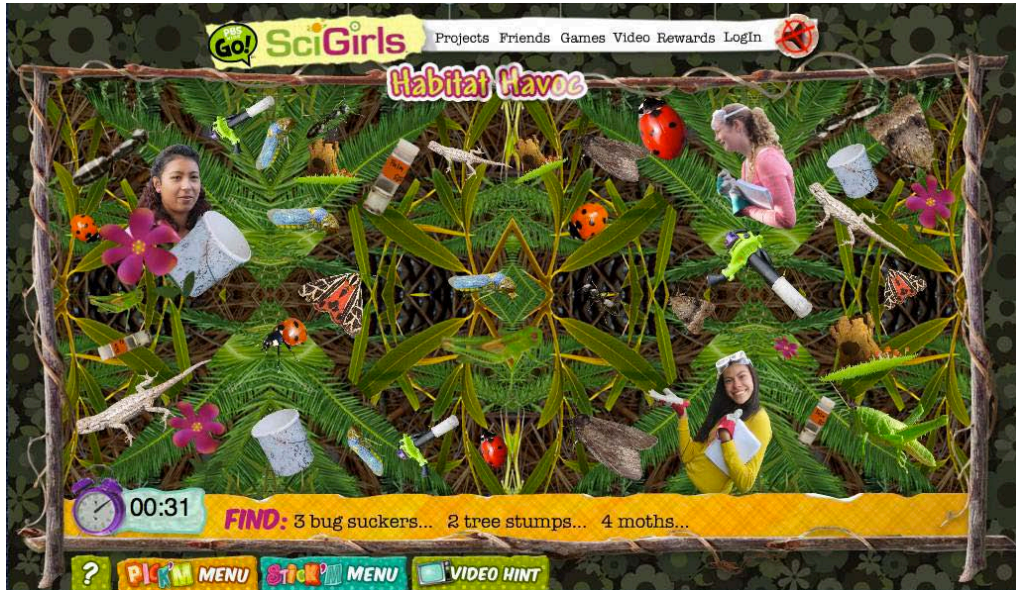 PBS KIDS GO! SciGirls Projects Friends Games Video Rewards LogIn
Habitat Havoc
00:31 FIND: 3 bug suckers... 2 tree stumps... 4 moths...
? PICK'M MENU STICK'M MENU VIDEO HINT